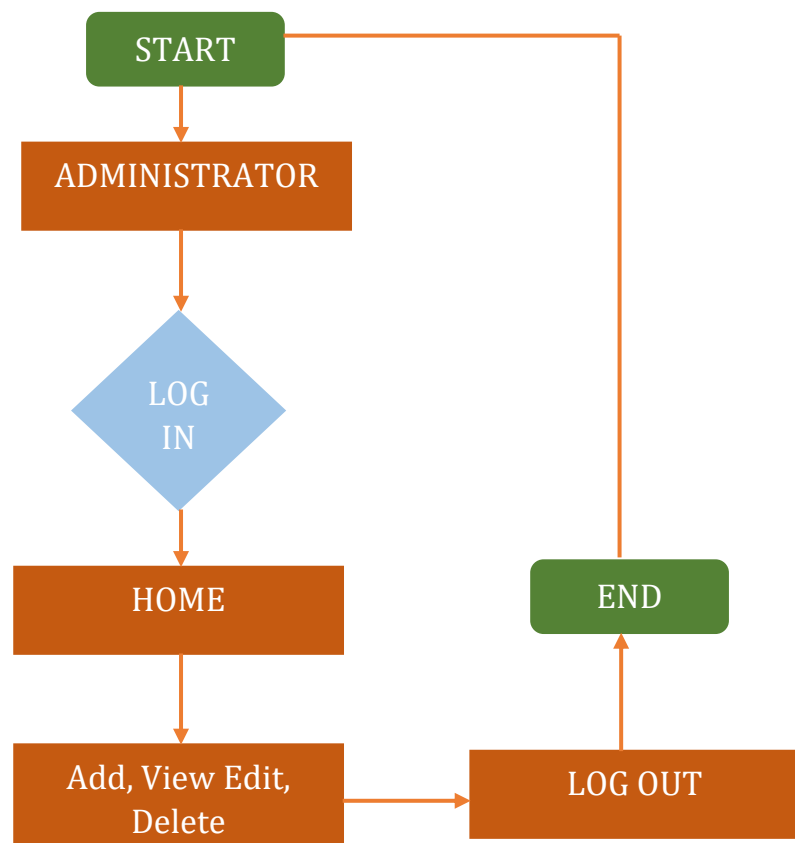 START
ADMINISTRATOR
LOG
IN
HOME
END
Add, View Edit,
Delete
LOG OUT